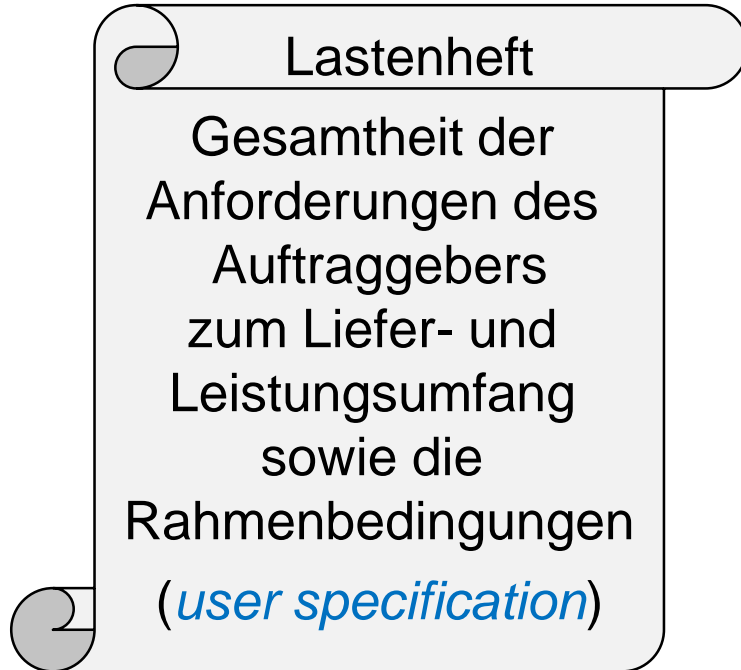 Lastenheft
Gesamtheit der
Anforderungen des
Auftraggebers
zum Liefer- und
Leistungsumfang
sowie die
Rahmenbedingungen
(user specification)